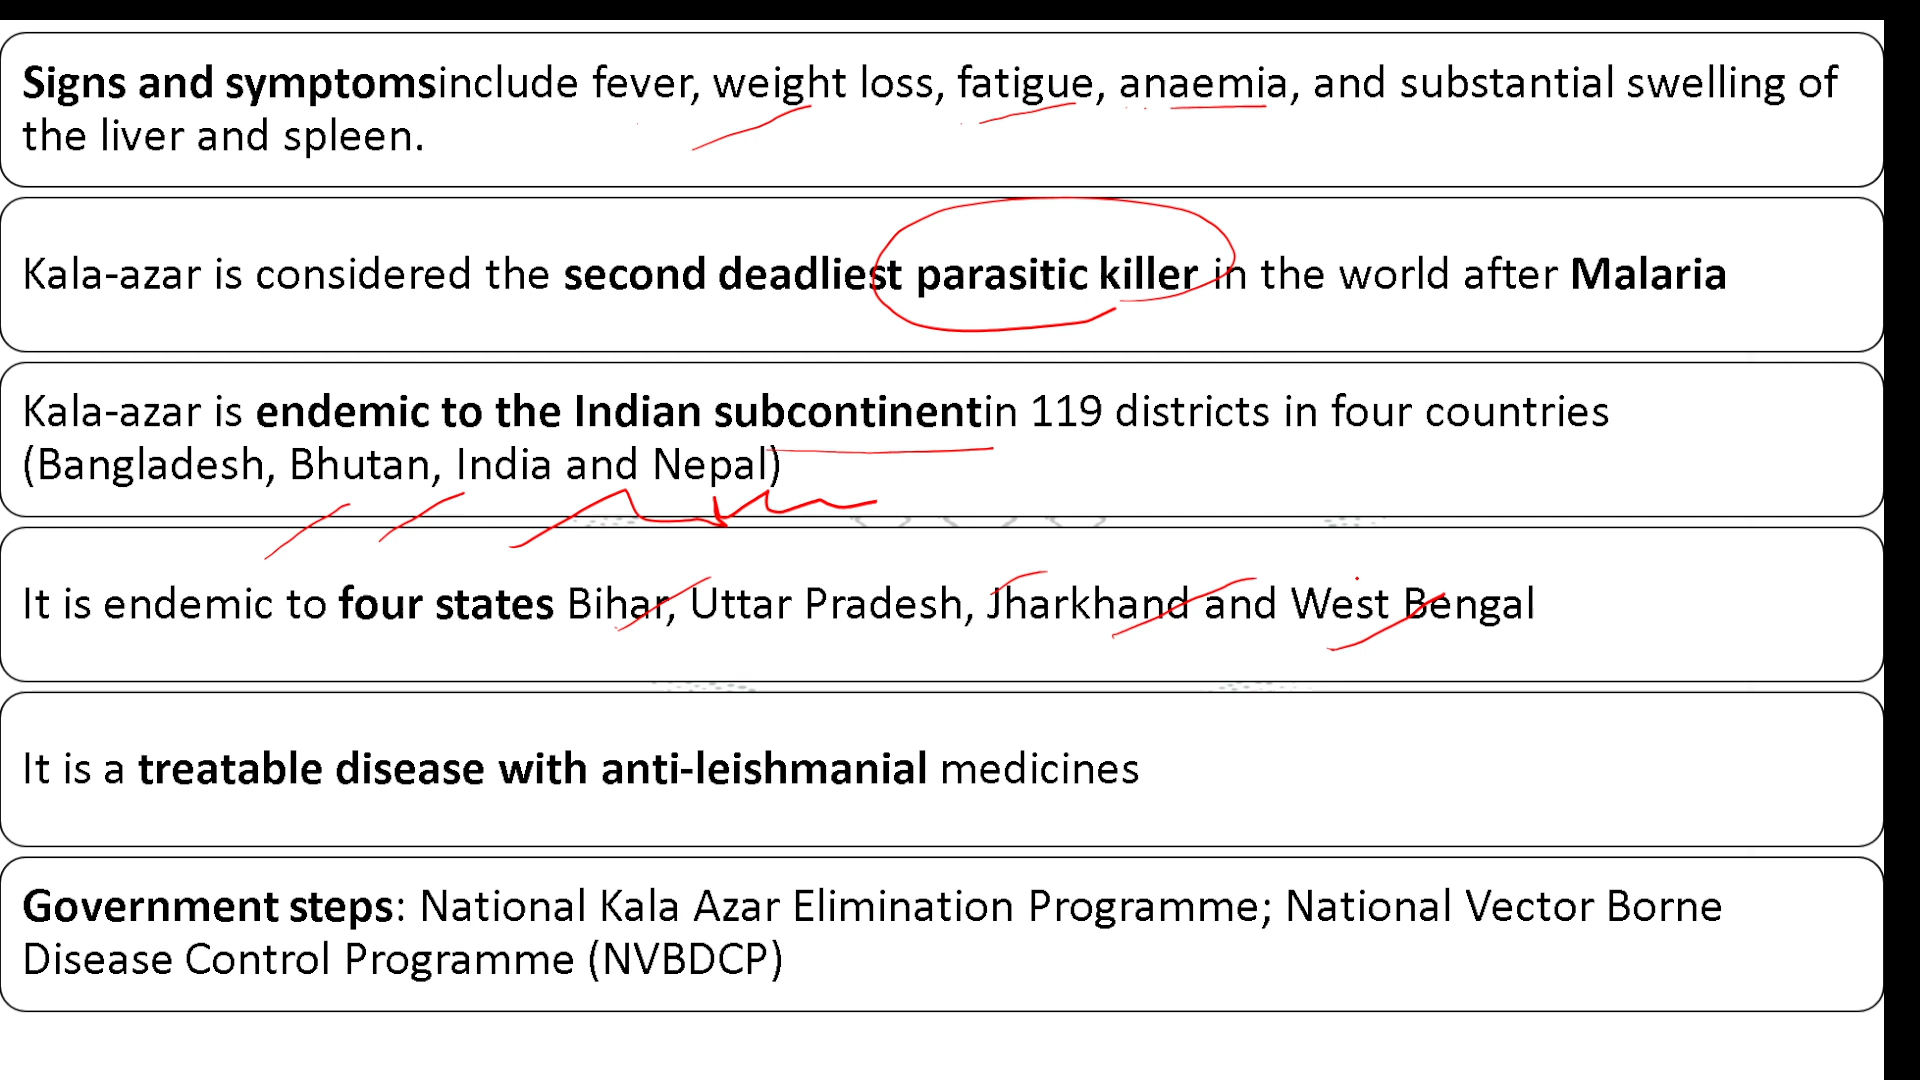 Signs and symptomsinclude fever, weight loss, fatigue, anaemia, and substantial swelling of
the liver and spleen.
Kala-azar is considered the second deadliest parasitic killer in the world after Malaria
Kala-azar is endemic to the Indian subcontinentin 119 districts in four countries
(Bangladesh, Bhutan, India and Nepal)
It is endemic to four states Bihar, Uttar Pradesh, Jharkhand and West Bengal
It is a treatable disease with anti-leishmanial medicines
Government steps: National Kala Azar Elimination Programme; National Vector Borne
Disease Control Programme (NVBDCP)